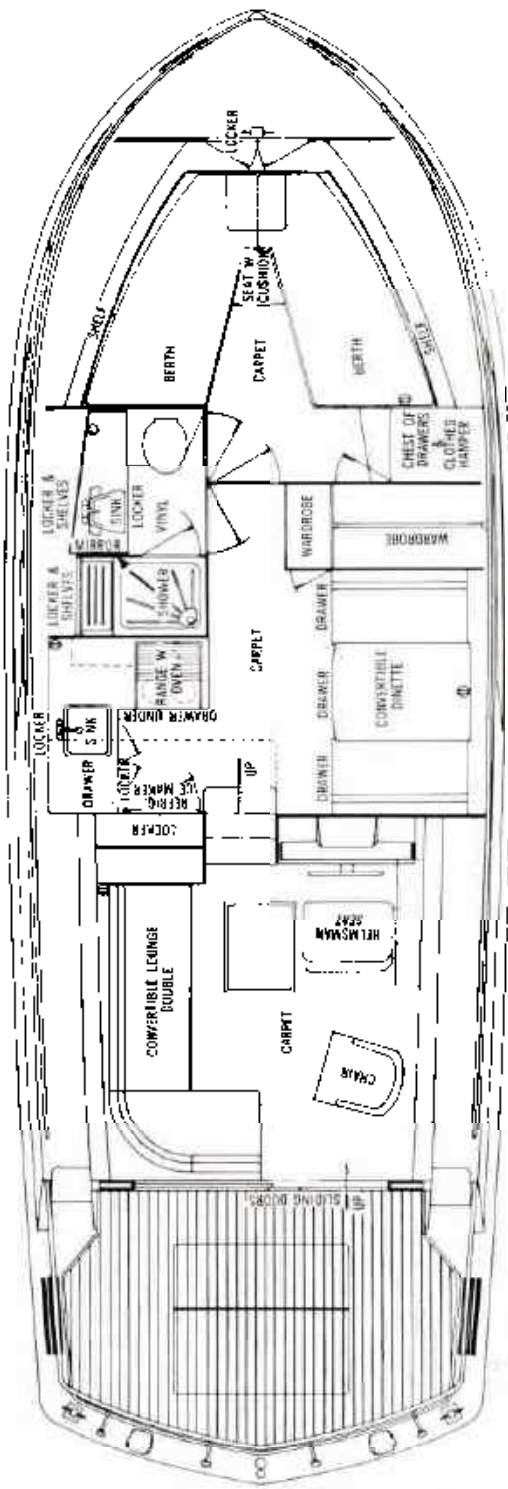 LOCKER
SEAT W
CUSHION
SHELF
SHELF
BERTH
CARPET
BERTH
LOCKER &
SHELVES
SINK
LOCKER
VINYL
CHEST OF
DRAWERS
&
CLOTHES
HAMPER
WARDROBE
WARDROBE
LOCKER &
SHELVES
SHOWER
CARPET
DRAWER
DRAWER
DRAWER
CONVERTIBLE
DINETTE
RANGE W
OVEN
DRAWER UNDER
LOCKER
SINK
DRAWER
LOCKER
REFRIG
ICE MAKER
UP
LOCKER
CONVERTIBLE LOUNGE
DOUBLE
HELMSMAN
SEAT
CARPET
CHAIR
SLIDING DOORS
UP